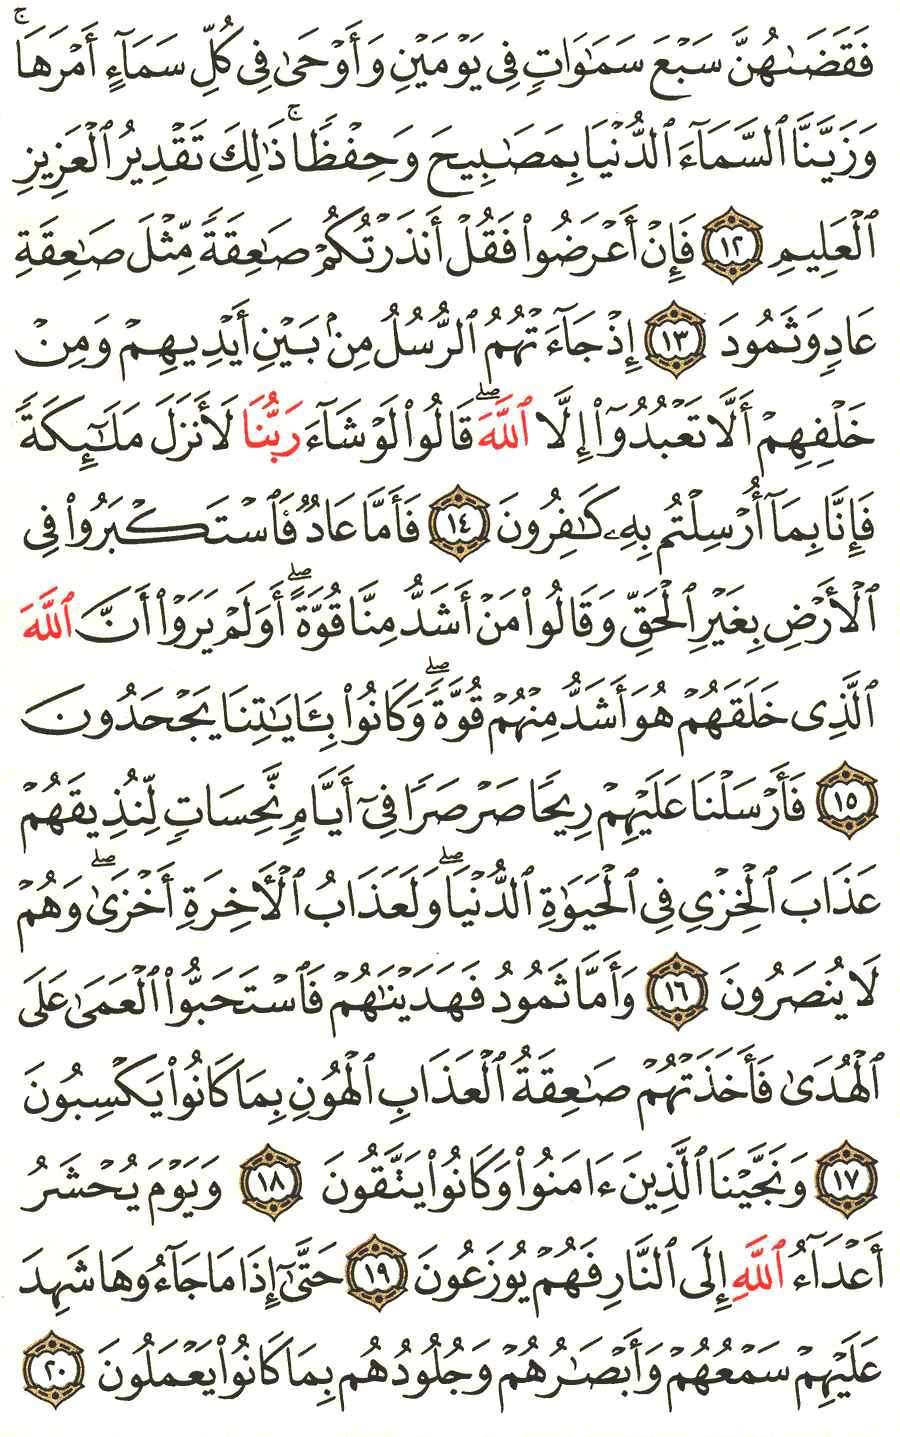 فَقَضَىٰهُنَّ سَبْعَ سَمَٰوَاتٍ فِى يَوْمَيْنِ وَأَوْحَىٰ فِى كُلِّ سَمَآءٍ أَمْرَهَا ۚ
وَزَيَّنَّا ٱلسَّمَآءَ ٱلدُّنْيَا بِمَصَٰبِيحَ وَحِفْظًا ۚ ذَٰلِكَ تَقْدِيرُ ٱلْعَزِيزِ
ٱلْعَلِيمِ ١٢ فَإِنْ أَعْرَضُوا۟ فَقُلْ أَنذَرْتُكُمْ صَٰعِقَةً مِّثْلَ صَٰعِقَةِ
عَادٍ وَثَمُودَ ١٣ إِذْ جَآءَتْهُمُ ٱلرُّسُلُ مِنۢ بَيْنِ أَيْدِيهِمْ وَمِنْ
خَلْفِهِمْ أَلَّا تَعْبُدُوٓا۟ إِلَّا ٱللَّهَ ۖ قَالُوا۟ لَوْ شَآءَ رَبُّنَا لَأَنزَلَ مَلَٰٓئِكَةً
فَإِنَّا بِمَآ أُرْسِلْتُم بِهِۦ كَٰفِرُونَ ١٤ فَأَمَّا عَادٌ فَٱسْتَكْبَرُوا۟ فِى
ٱلْأَرْضِ بِغَيْرِ ٱلْحَقِّ وَقَالُوا۟ مَنْ أَشَدُّ مِنَّا قُوَّةً ۖ أَوَلَمْ يَرَوْا۟ أَنَّ ٱللَّهَ
ٱلَّذِى خَلَقَهُمْ هُوَ أَشَدُّ مِنْهُمْ قُوَّةً ۖ وَكَانُوا۟ بِـَٔايَٰتِنَا يَجْحَدُونَ
١٥ فَأَرْسَلْنَا عَلَيْهِمْ رِيحًا صَرْصَرًا فِىٓ أَيَّامٍ نَّحِسَاتٍ لِّنُذِيقَهُمْ
عَذَابَ ٱلْخِزْىِ فِى ٱلْحَيَوٰةِ ٱلدُّنْيَا ۖ وَلَعَذَابُ ٱلْـَٔاخِرَةِ أَخْزَىٰ ۖ وَهُمْ
لَا يُنصَرُونَ ١٦ وَأَمَّا ثَمُودُ فَهَدَيْنَٰهُمْ فَٱسْتَحَبُّوا۟ ٱلْعَمَىٰ عَلَى
ٱلْهُدَىٰ فَأَخَذَتْهُمْ صَٰعِقَةُ ٱلْعَذَابِ ٱلْهُونِ بِمَا كَانُوا۟ يَكْسِبُونَ
١٧ وَنَجَّيْنَا ٱلَّذِينَ ءَامَنُوا۟ وَكَانُوا۟ يَتَّقُونَ ١٨ وَيَوْمَ يُحْشَرُ
أَعْدَآءُ ٱللَّهِ إِلَى ٱلنَّارِ فَهُمْ يُوزَعُونَ ١٩ حَتَّىٰٓ إِذَا مَا جَآءُوهَا شَهِدَ
عَلَيْهِمْ سَمْعُهُمْ وَأَبْصَٰرُهُمْ وَجُلُودُهُم بِمَا كَانُوا۟ يَعْمَلُونَ ٢٠